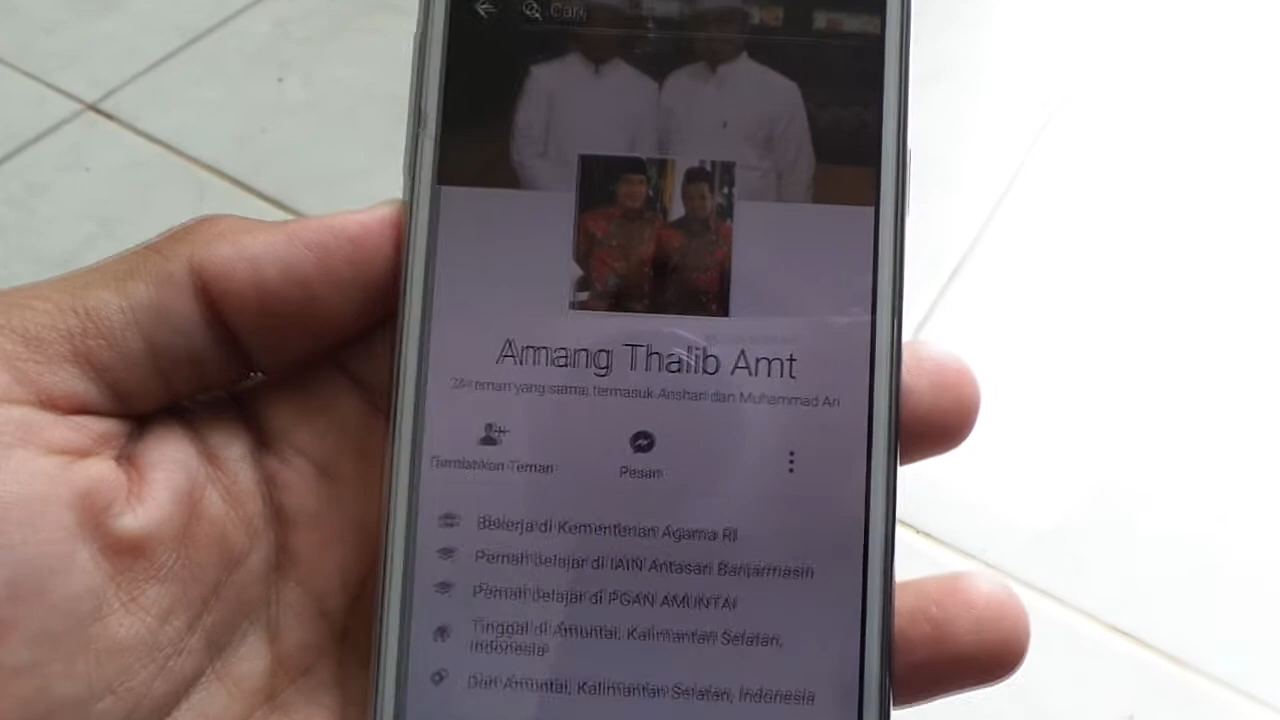 Cari
Amang Thalib Amt
24 teman yang sama, termasuk Anshari dan Muhammad Ari
Tambahkan Teman
Pesan
Bekerja di Kementerian Agama RI
Pernah belajar di IAIN Antasari Banjarmasin
Pernah belajar di PGAN AMUNTAI
Tinggal di Amuntai, Kalimantan Selatan,
Indonesia
Dari Amuntai, Kalimantan Selatan, Indonesia